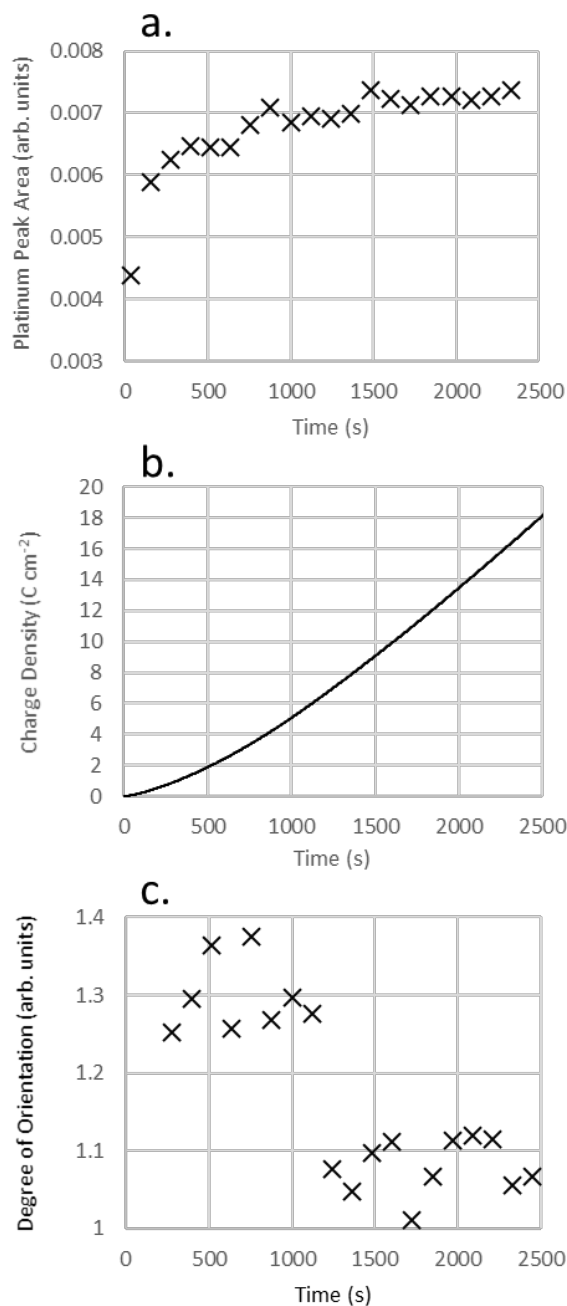 a.
Platinum Peak Area (arb. units)
0.008
0.007
0.006
0.005
0.004
0.003
0 500 1000 1500 2000 2500
Time (s)
b.
Charge Density (C cm⁻²)
20
18
16
14
12
10
8
6
4
2
0
0 500 1000 1500 2000 2500
Time (s)
c.
Degree of Orientation (arb. units)
1.4
1.3
1.2
1.1
1
0 500 1000 1500 2000 2500
Time (s)